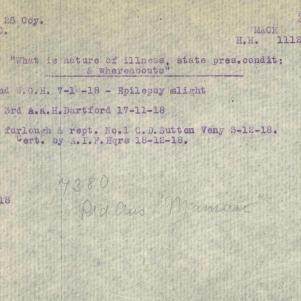 25 Coy.
"MACK
H.H. 1112
"What is nature of illness, state pres.condit;
& whereabouts"
G.H. 7-1 -18 - Epilepsy slight
3rd a.a.H.Dartford 17-11-18
furlough & rept. No.1 C.D.Sutton Veny 3-12-18.
by A.I.F.Hqrs 18-12-18.
18
7380
"